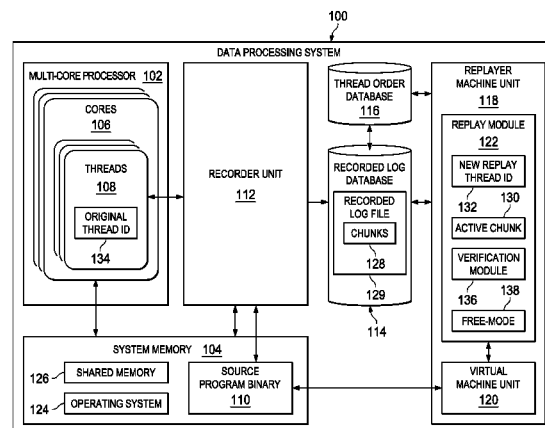 100
DATA PROCESSING SYSTEM
MULTI-CORE PROCESSOR 102
CORES
106
THREADS
108
ORIGINAL
THREAD ID
134
RECORDER UNIT
112
THREAD ORDER
DATABASE
116
RECORDED LOG
DATABASE
RECORDED
LOG FILE
CHUNKS
128
129
114
REPLAYER
MACHINE UNIT
118
REPLAY MODULE
122
NEW REPLAY
THREAD ID
132
130
ACTIVE CHUNK
VERIFICATION
MODULE
136
138
FREE-MODE
VIRTUAL
MACHINE UNIT
120
SYSTEM MEMORY 104
126
SHARED MEMORY
124
OPERATING SYSTEM
SOURCE
PROGRAM BINARY
110